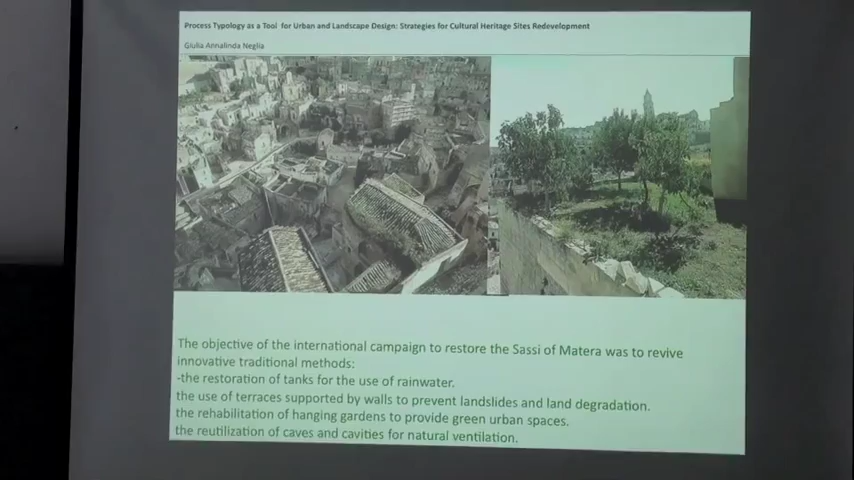 Process Typology as a Tool for Urban and Landscape Design: Strategies for Cultural Heritage Sites Redevelopment
Giulia Annalinda Neglia
The objective of the international campaign to restore the Sassi of Matera was to revive
innovative traditional methods:
-the restoration of tanks for the use of rainwater.
the use of terraces supported by walls to prevent landslides and land degradation.
the rehabilitation of hanging gardens to provide green urban spaces.
the reutilization of caves and cavities for natural ventilation.